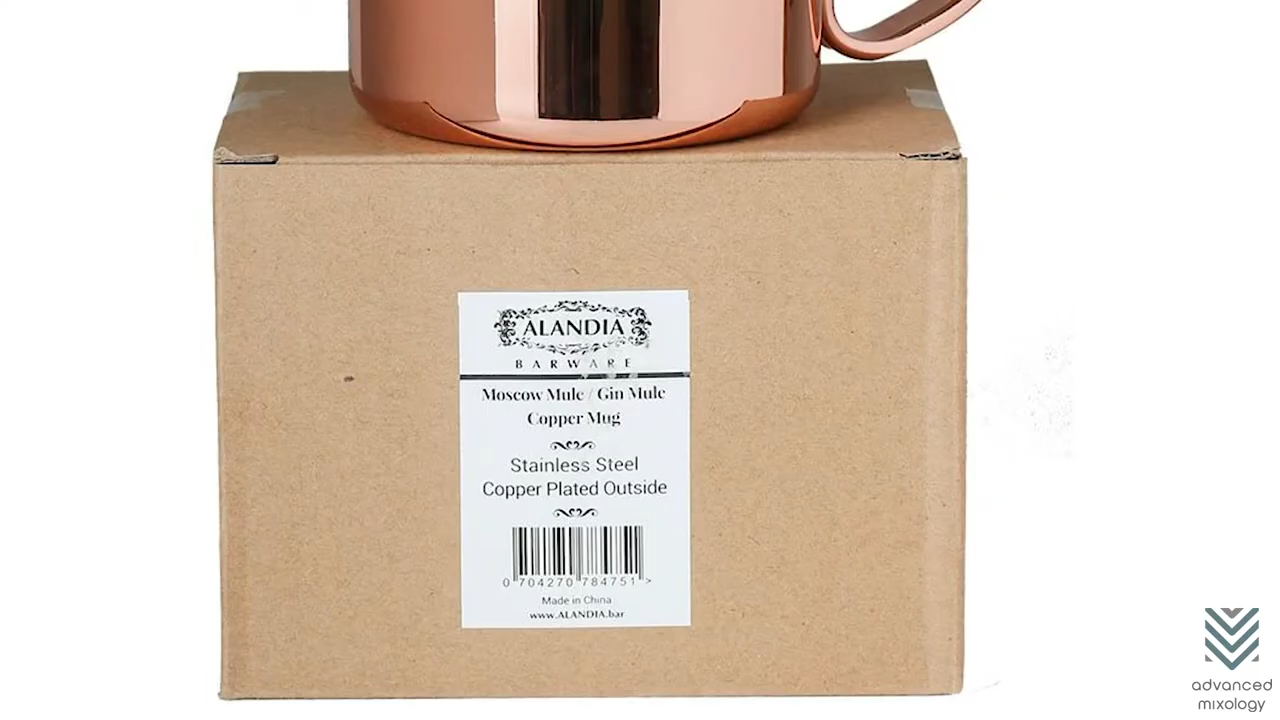 ALANDIA
BARWARE
Moscow Mule / Gin Mule
Copper Mug
Stainless Steel
Copper Plated Outside
0 704270 784751 >
Made in China
www.ALANDIA.bar
advanced
mixology